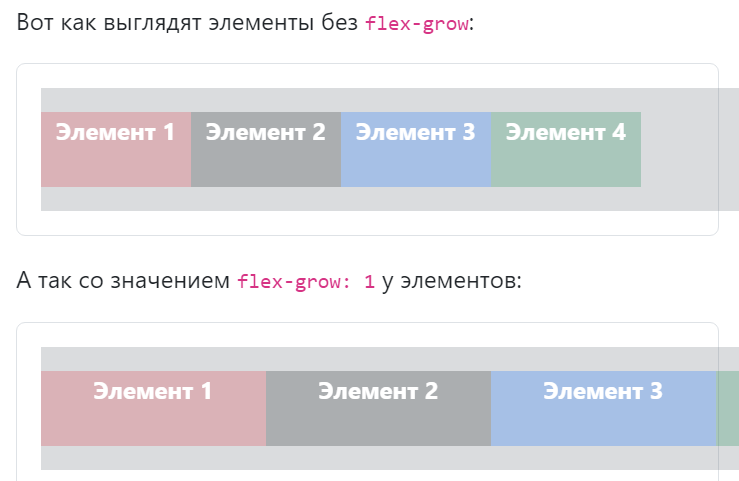 Вот как выглядят элементы без flex-grow:
Элемент 1 Элемент 2 Элемент 3 Элемент 4
А так со значением flex-grow: 1 у элементов:
Элемент 1 Элемент 2 Элемент 3